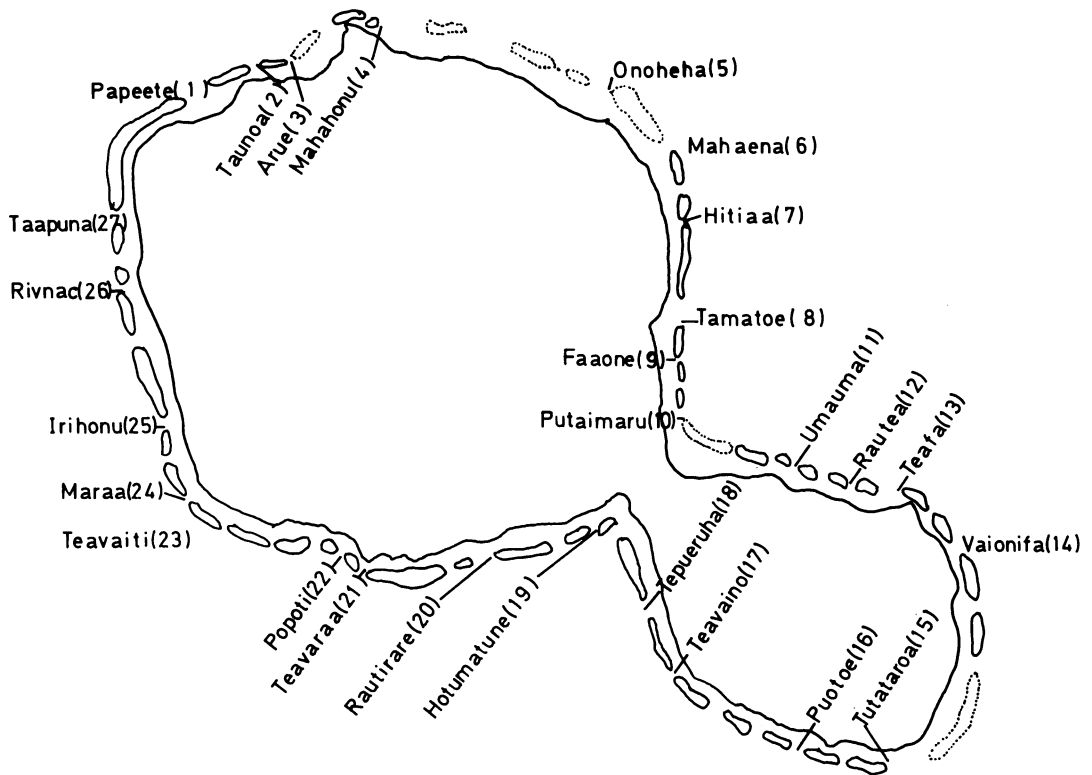 Papeete(1)
Taunoa(2)
Arue(3)
Mahahonu(4)
Onoheha(5)
Mahaena(6)
Hitiaa(7)
Tamatoe(8)
Faaone(9)
Putaimaru(10)
Umauma(11)
Rautea(12)
Teafa(13)
Vaionifa(14)
Tutataroa(15)
Puotoe(16)
Teavaino(17)
Tepueruha(18)
Hotumatune(19)
Rautirare(20)
Teavaraa(21)
Popoti(22)
Teavaiti(23)
Maraa(24)
Irihonu(25)
Rivnac(26)
Taapuna(27)